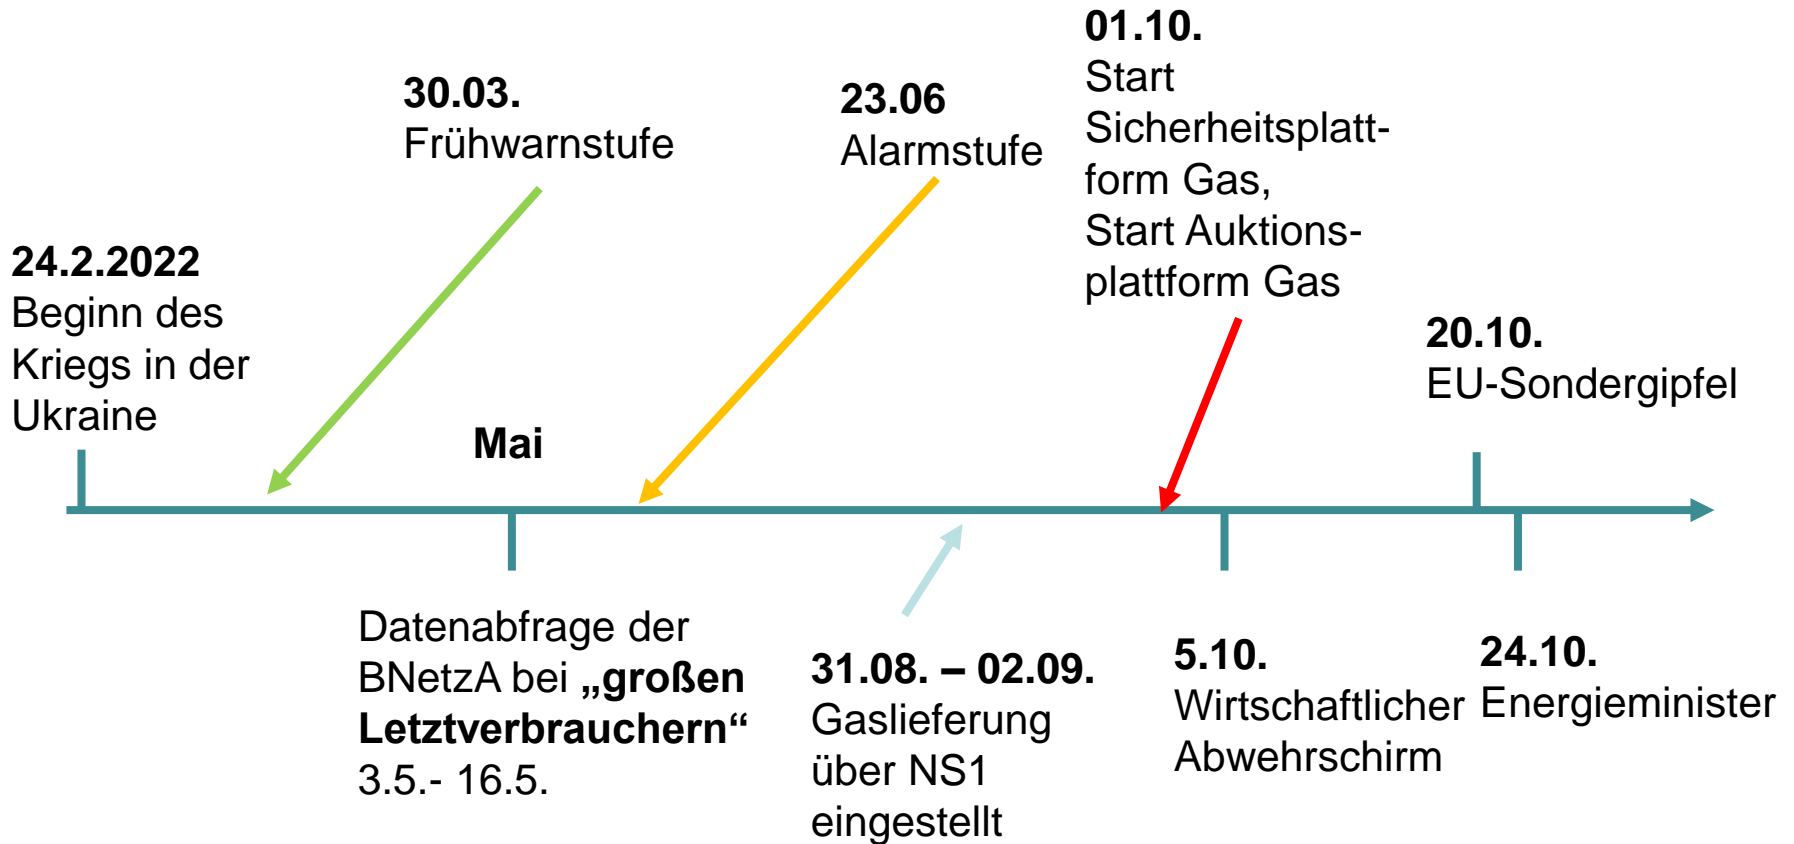 24.2.2022
Beginn des
Kriegs in der
Ukraine
30.03.
Frühwarnstufe
Mai
Datenabfrage der
BNetzA bei „großen
Letztverbrauchern“
3.5.- 16.5.
23.06
Alarmstufe
31.08. – 02.09.
Gaslieferung
über NS1
eingestellt
01.10.
Start
Sicherheitsplatt-
form Gas,
Start Auktions-
plattform Gas
5.10.
Wirtschaftlicher
Abwehrschirm
20.10.
EU-Sondergipfel
24.10.
Energieminister